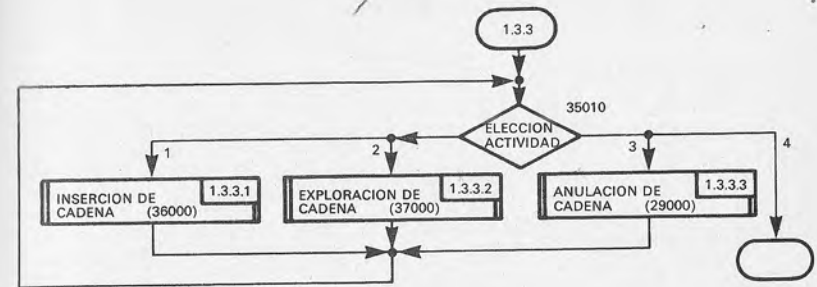 1.3.3
35010
ELECCION
ACTIVIDAD
1
2
3
4
INSERCION DE
CADENA (36000)
1.3.3.1
EXPLORACION DE
CADENA (37000)
1.3.3.2
ANULACION DE
CADENA (29000)
1.3.3.3